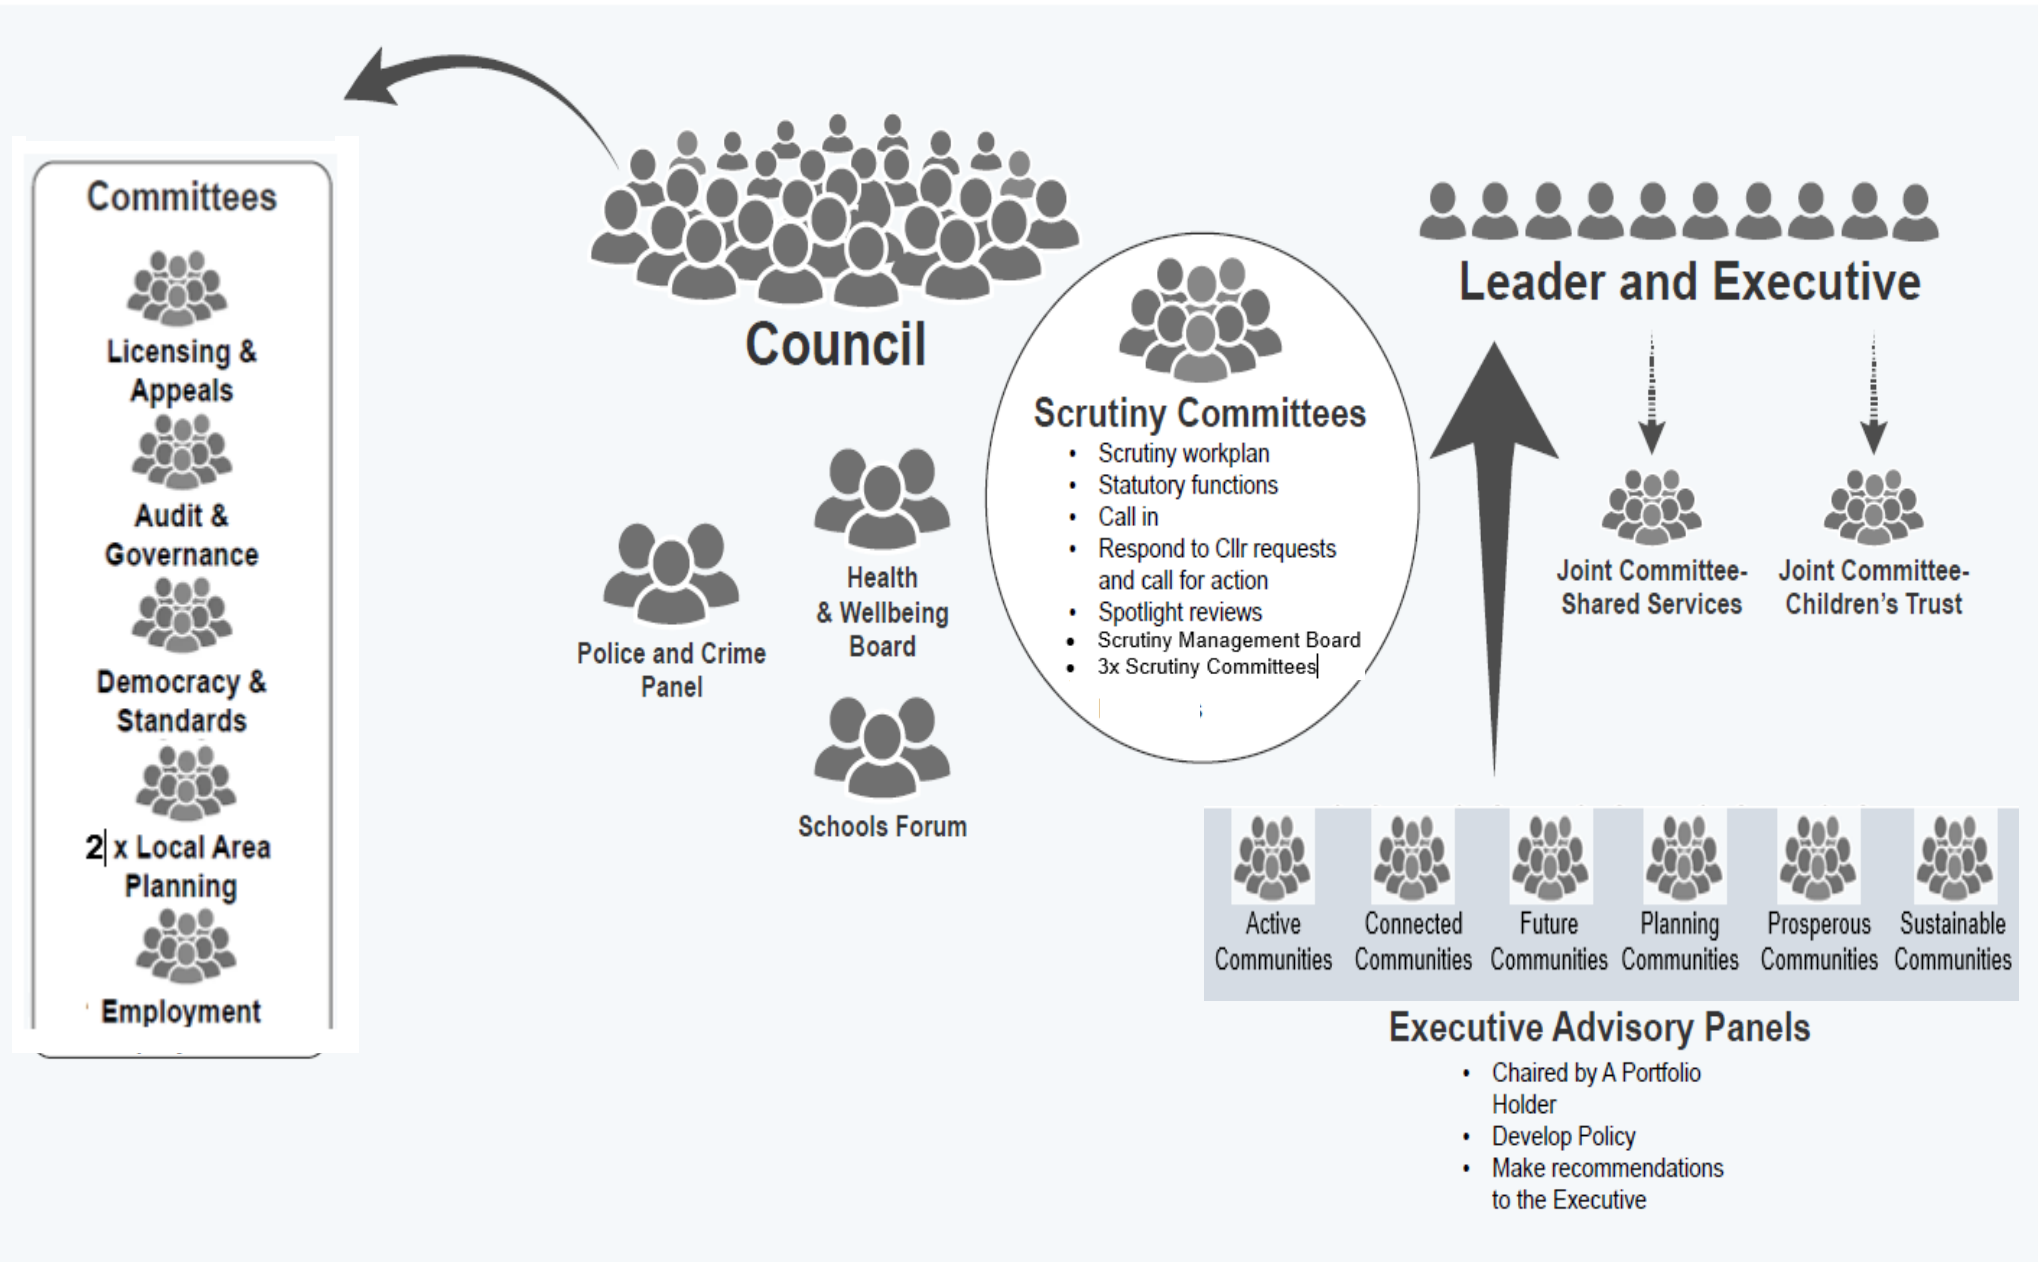 Committees
Licensing &
Appeals
Audit &
Governance
Democracy &
Standards
2 x Local Area
Planning
Employment
Council
Police and Crime
Panel
Health
& Wellbeing
Board
Schools Forum
Scrutiny Committees
• Scrutiny workplan
• Statutory functions
• Call in
• Respond to Cllr requests
and call for action
• Spotlight reviews
• Scrutiny Management Board
• 3x Scrutiny Committees
Leader and Executive
Joint Committee-
Shared Services
Joint Committee-
Children's Trust
Active
Communities
Connected
Communities
Future
Communities
Planning
Communities
Prosperous
Communities
Sustainable
Communities
Executive Advisory Panels
• Chaired by A Portfolio
Holder
• Develop Policy
• Make recommendations
to the Executive